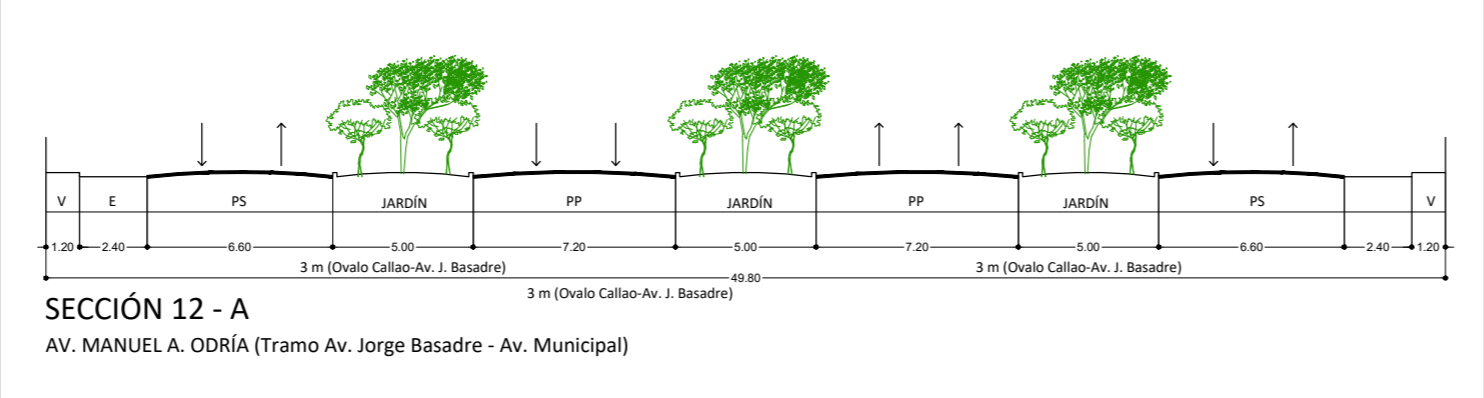 V E PS JARDÍN PP JARDÍN PP JARDÍN PS V
1.20 2.40 6.60 5.00 7.20 5.00 7.20 5.00 6.60 2.40 1.20
3 m (Ovalo Callao-Av. J. Basadre) 3 m (Ovalo Callao-Av. J. Basadre)
49.80
3 m (Ovalo Callao-Av. J. Basadre)
SECCIÓN 12 - A
AV. MANUEL A. ODRÍA (Tramo Av. Jorge Basadre - Av. Municipal)